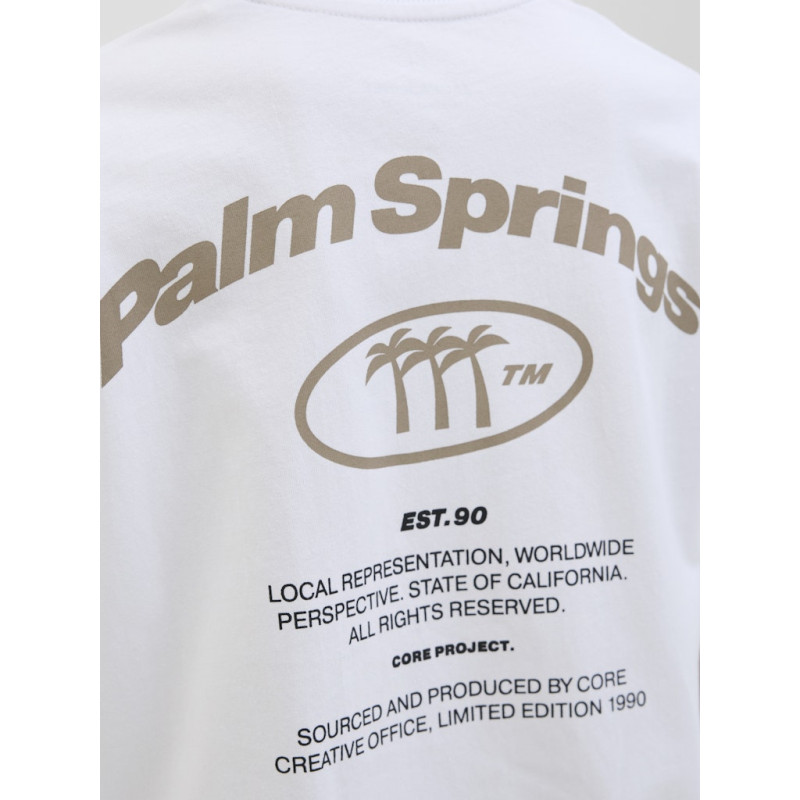 Palm Springs
TM
EST. 90
LOCAL REPRESENTATION, WORLDWIDE
PERSPECTIVE. STATE OF CALIFORNIA.
ALL RIGHTS RESERVED.
CORE PROJECT.
SOURCED AND PRODUCED BY CORE
CREATIVE OFFICE, LIMITED EDITION 1990